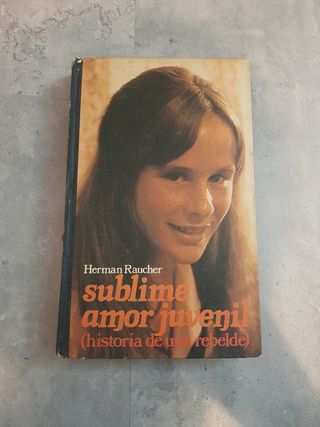 Herman Raucher
sublime
amor juvenil
(historia de una rebelde)